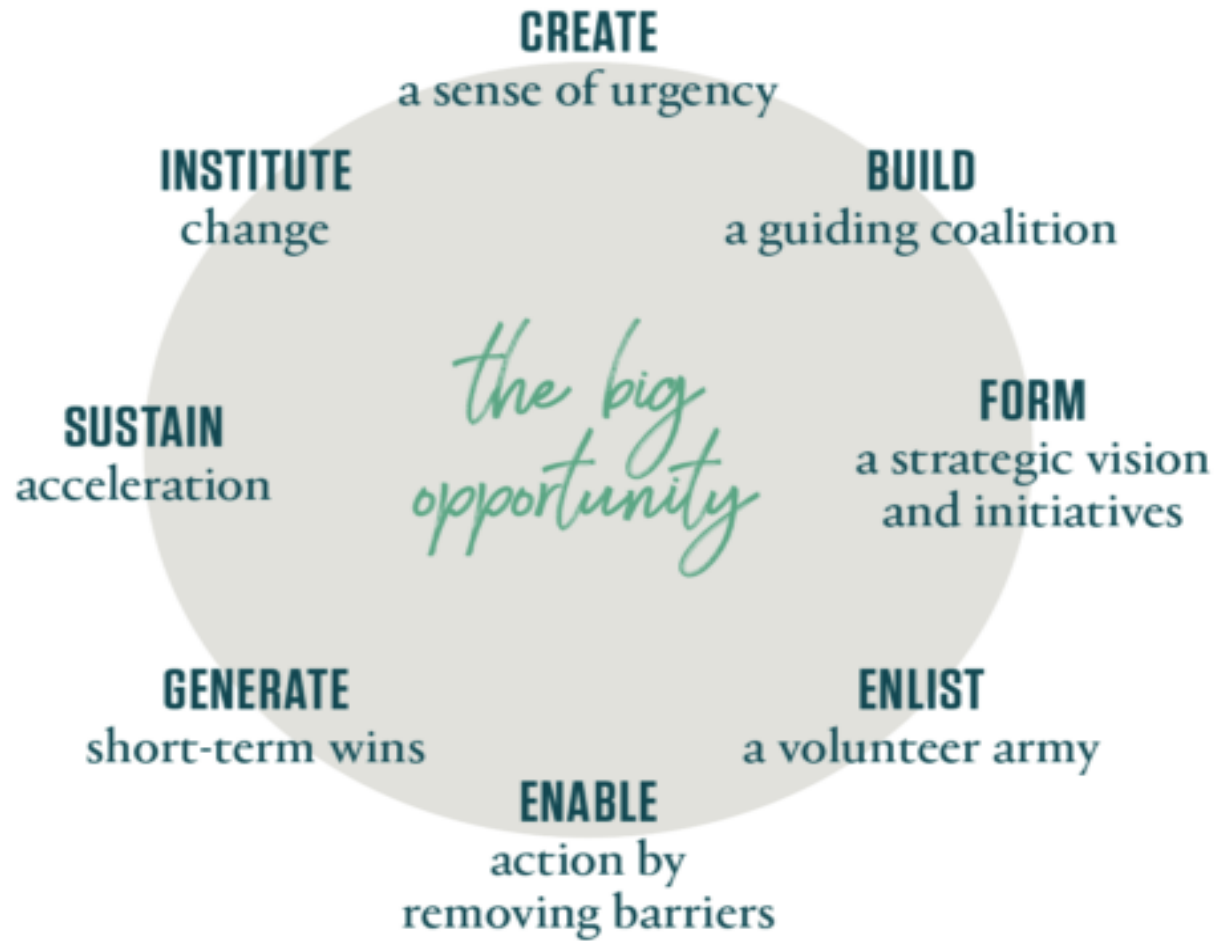 CREATE
a sense of urgency
BUILD
a guiding coalition
FORM
a strategic vision
and initiatives
ENLIST
a volunteer army
ENABLE
action by
removing barriers
GENERATE
short-term wins
SUSTAIN
acceleration
INSTITUTE
change
the big
opportunity